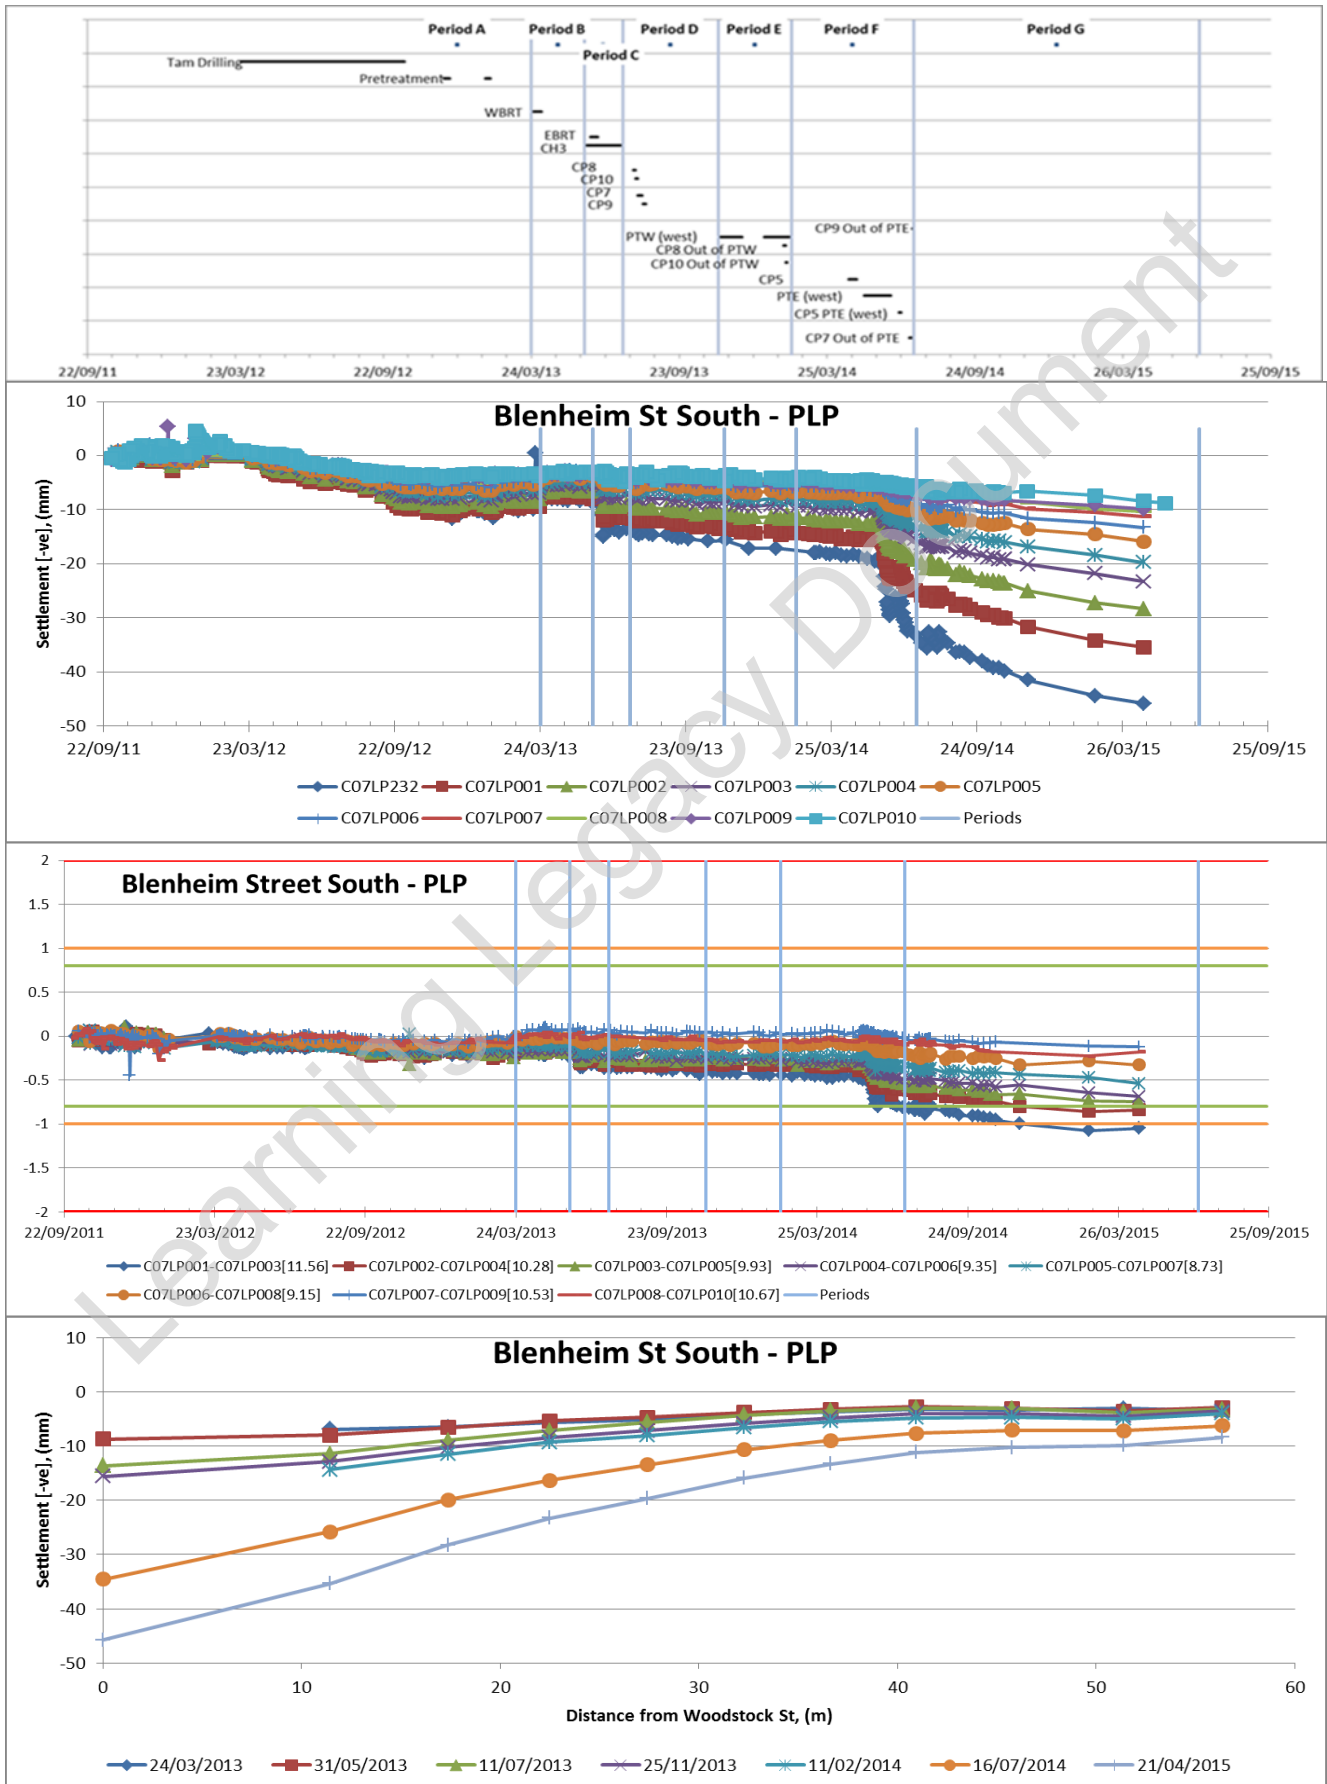 Period A Period B Period D Period E Period F Period G
Period C
Tam Drilling
Pretreatment
WBRT
EBRT
CH3
CP8
CP10
CP7
CP9
CP9 Out of PTE
PTW (west)
CP8 Out of PTW
CP10 Out of PTW
CP5
PTE (west)
CP5 PTE (west)
CP7 Out of PTE
22/09/11 23/03/12 22/09/12 24/03/13 23/09/13 25/03/14 24/09/14 26/03/15 25/09/15
Blenheim St South - PLP
Settlement [-ve], (mm)
10
0
-10
-20
-30
-40
-50
22/09/11 23/03/12 22/09/12 24/03/13 23/09/13 25/03/14 24/09/14 26/03/15 25/09/15
C07LP232 C07LP001 C07LP002 C07LP003 C07LP004 C07LP005
C07LP006 C07LP007 C07LP008 C07LP009 C07LP010 Periods
Blenheim Street South - PLP
2
1.5
1
0.5
0
-0.5
-1
-1.5
-2
22/09/2011 23/03/2012 22/09/2012 24/03/2013 23/09/2013 25/03/2014 24/09/2014 26/03/2015 25/09/2015
C07LP001-C07LP003[11.56] C07LP002-C07LP004[10.28] C07LP003-C07LP005[9.93] C07LP004-C07LP006[9.35] C07LP005-C07LP007[8.73]
C07LP006-C07LP008[9.15] C07LP007-C07LP009[10.53] C07LP008-C07LP010[10.67] Periods
Blenheim St South - PLP
Settlement [-ve], (mm)
10
0
-10
-20
-30
-40
-50
0 10 20 30 40 50 60
Distance from Woodstock St, (m)
24/03/2013 31/05/2013 11/07/2013 25/11/2013 11/02/2014 16/07/2014 21/04/2015
Learning Legacy Document